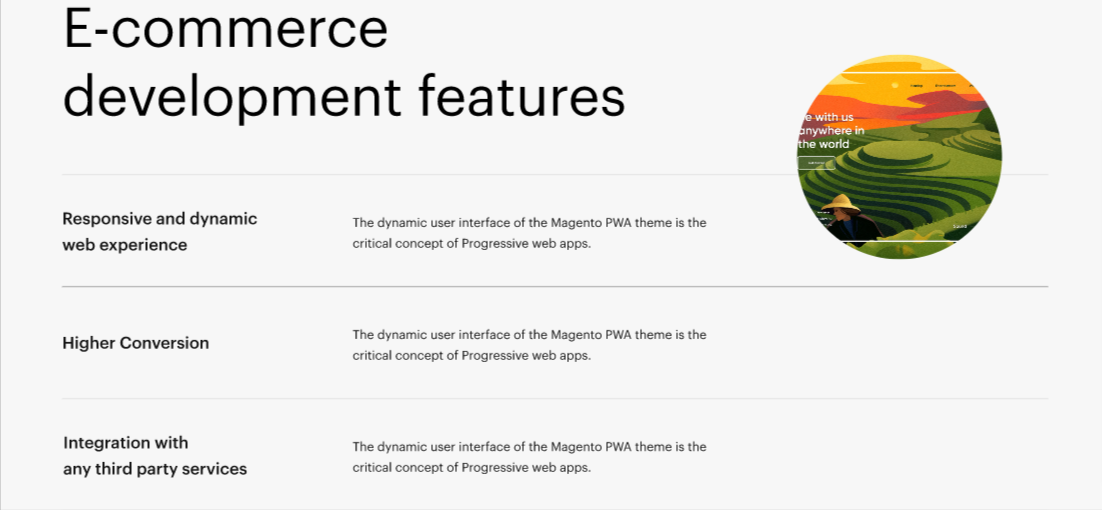 E-commerce
development features
e with us
anywhere in
the world
Responsive and dynamic
web experience
The dynamic user interface of the Magento PWA theme is the
critical concept of Progressive web apps.
Higher Conversion
The dynamic user interface of the Magento PWA theme is the
critical concept of Progressive web apps.
Integration with
any third party services
The dynamic user interface of the Magento PWA theme is the
critical concept of Progressive web apps.